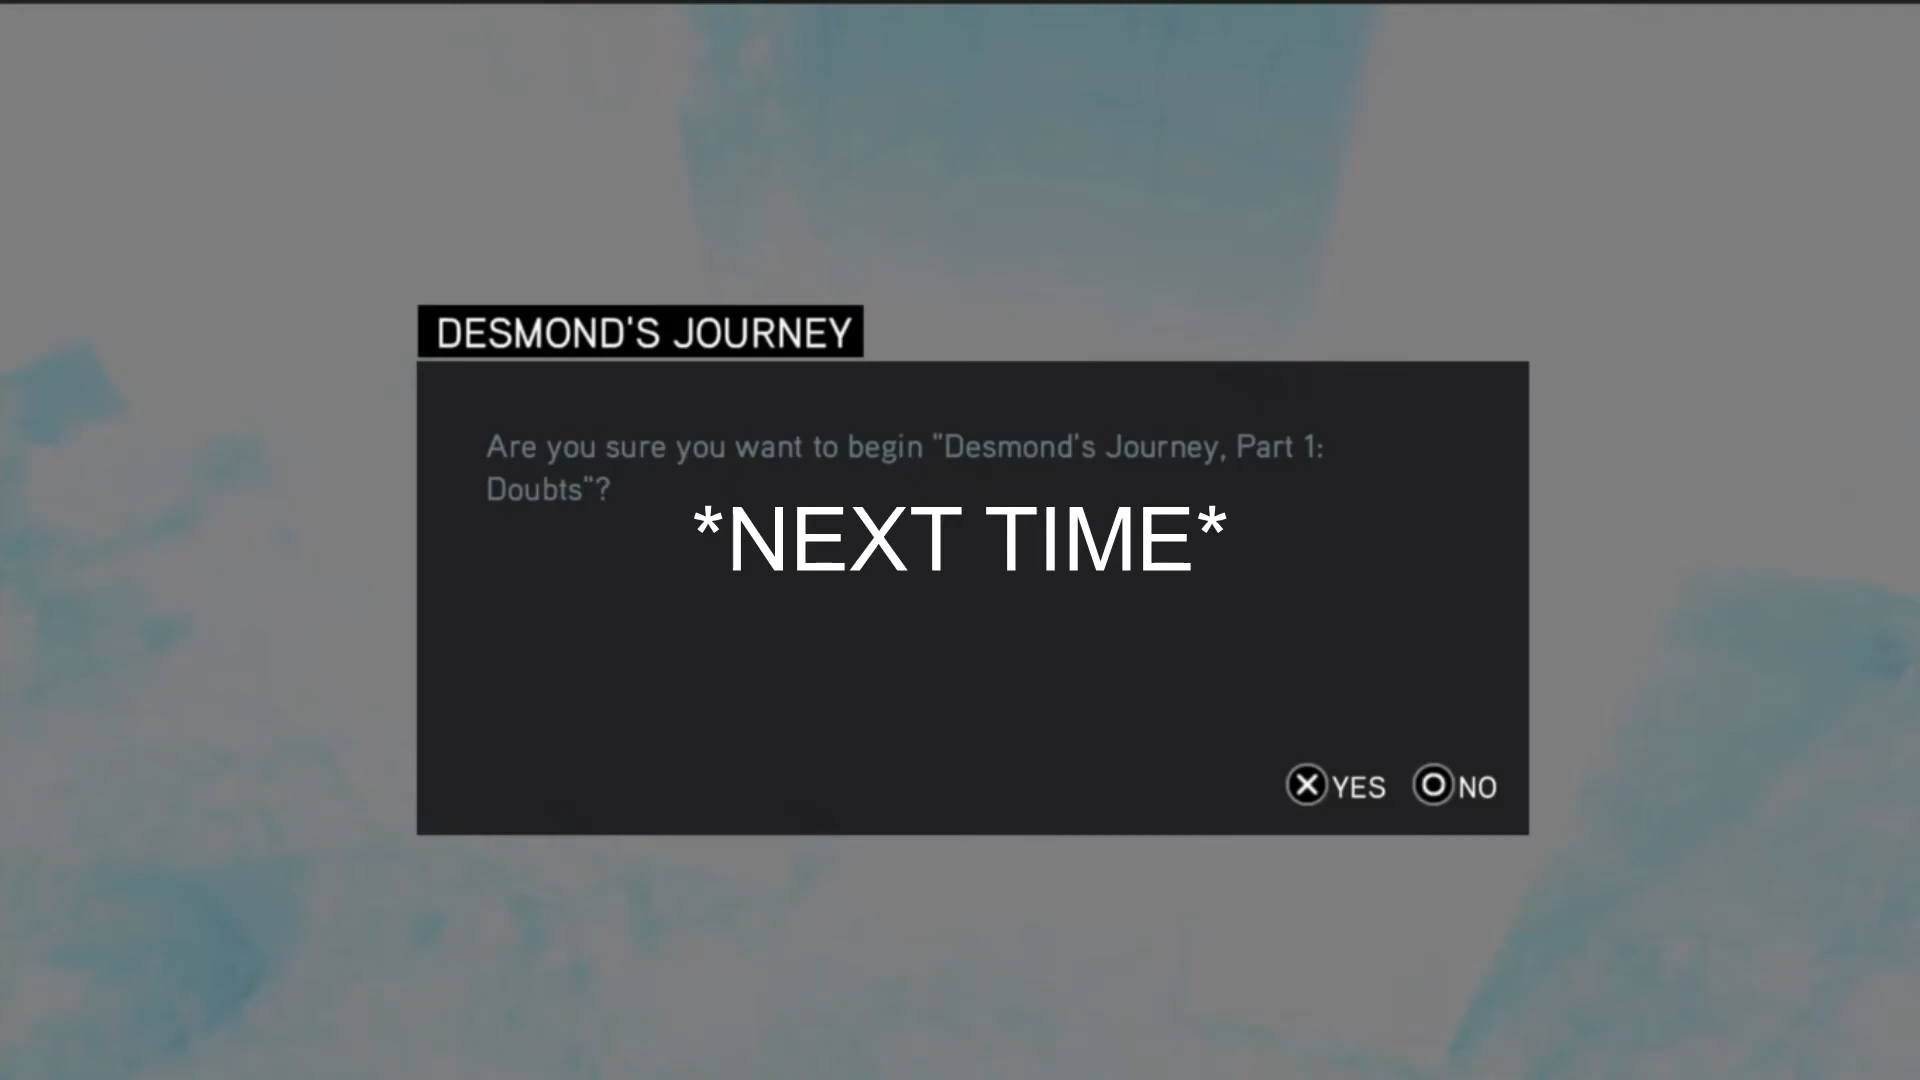 DESMOND'S JOURNEY
Are you sure you want to begin "Desmond's Journey, Part 1:
Doubts"?
*NEXT TIME*
YES NO